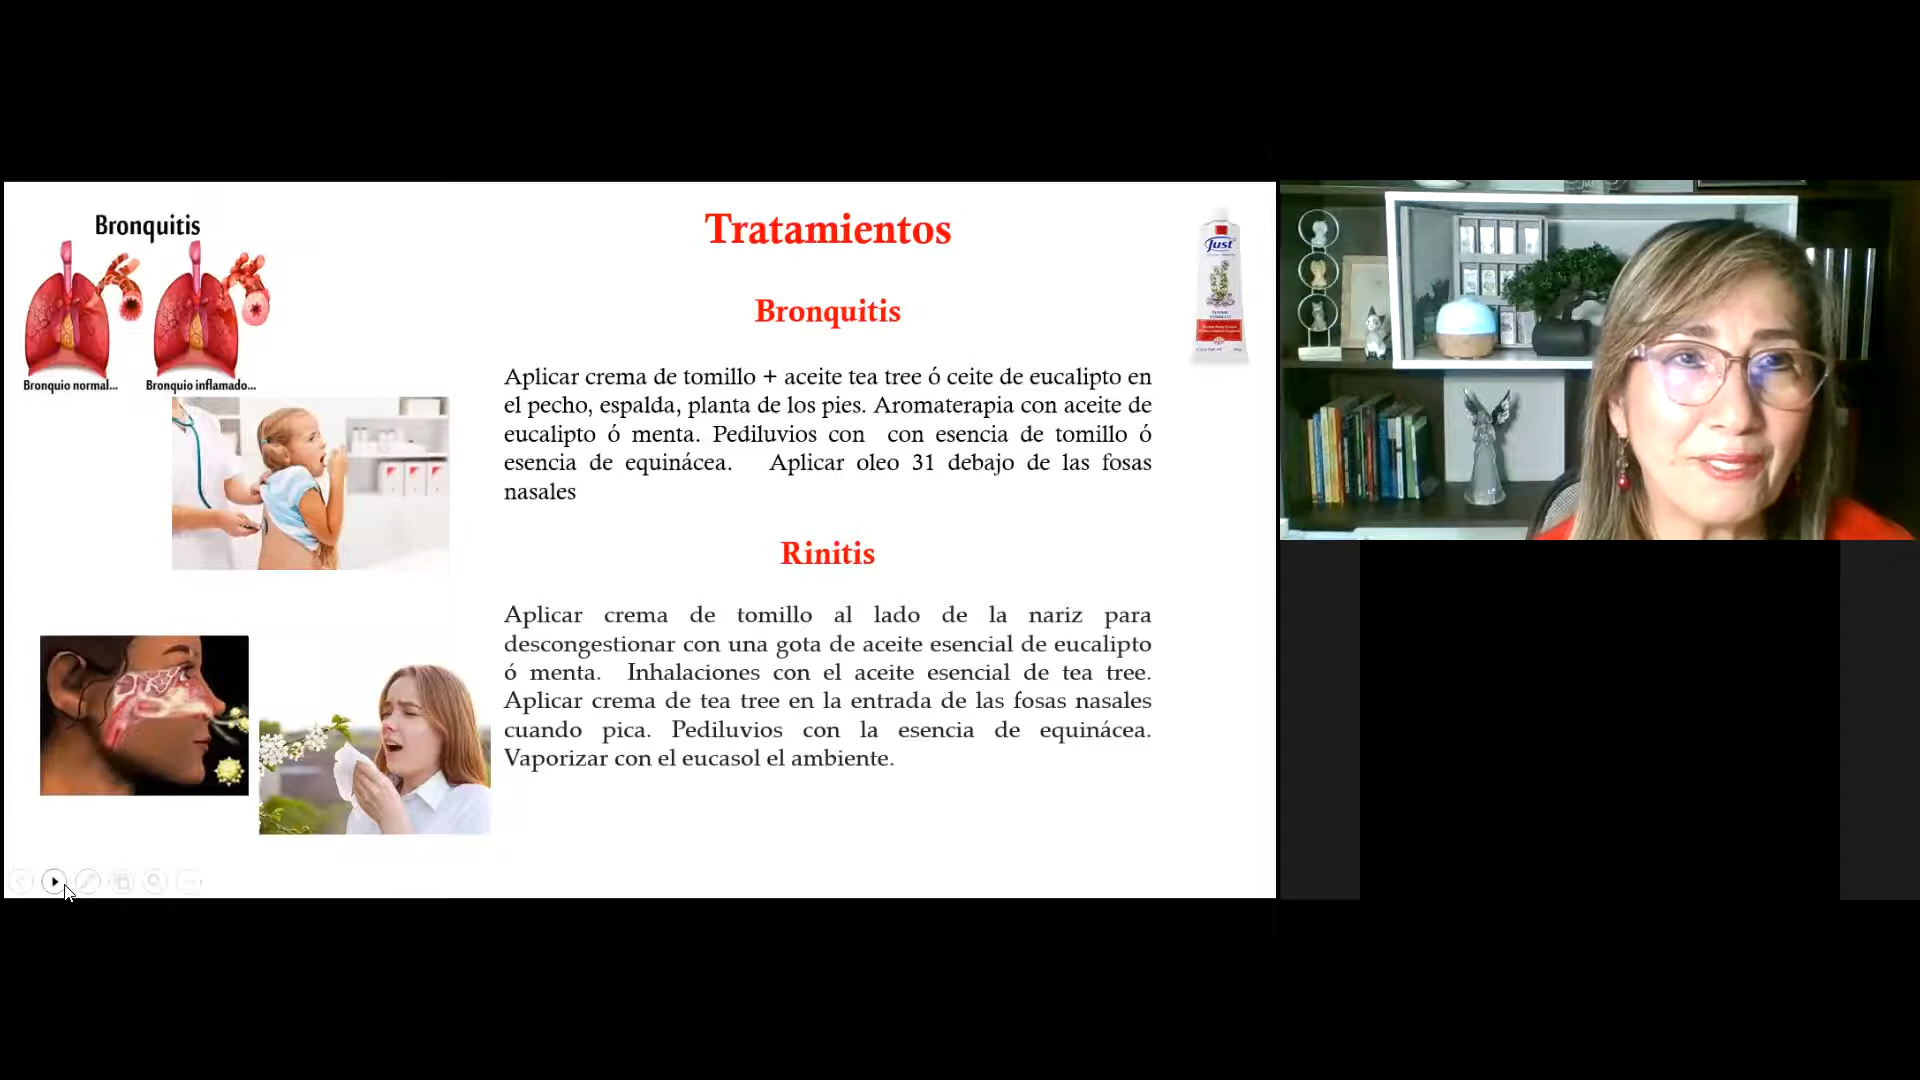 Bronquitis
Bronquio normal...
Bronquio inflamado...
Tratamientos
Just
Bronquitis
Aplicar crema de tomillo + aceite tea tree ó ceite de eucalipto en
el pecho, espalda, planta de los pies. Aromaterapia con aceite de
eucalipto ó menta. Pediluvios con con esencia de tomillo ó
esencia de equinácea. Aplicar oleo 31 debajo de las fosas
nasales
Rinitis
Aplicar crema de tomillo al lado de la nariz para
descongestionar con una gota de aceite esencial de eucalipto
ó menta. Inhalaciones con el aceite esencial de tea tree.
Aplicar crema de tea tree en la entrada de las fosas nasales
cuando pica. Pediluvios con la esencia de equinácea.
Vaporizar con el eucasol el ambiente.